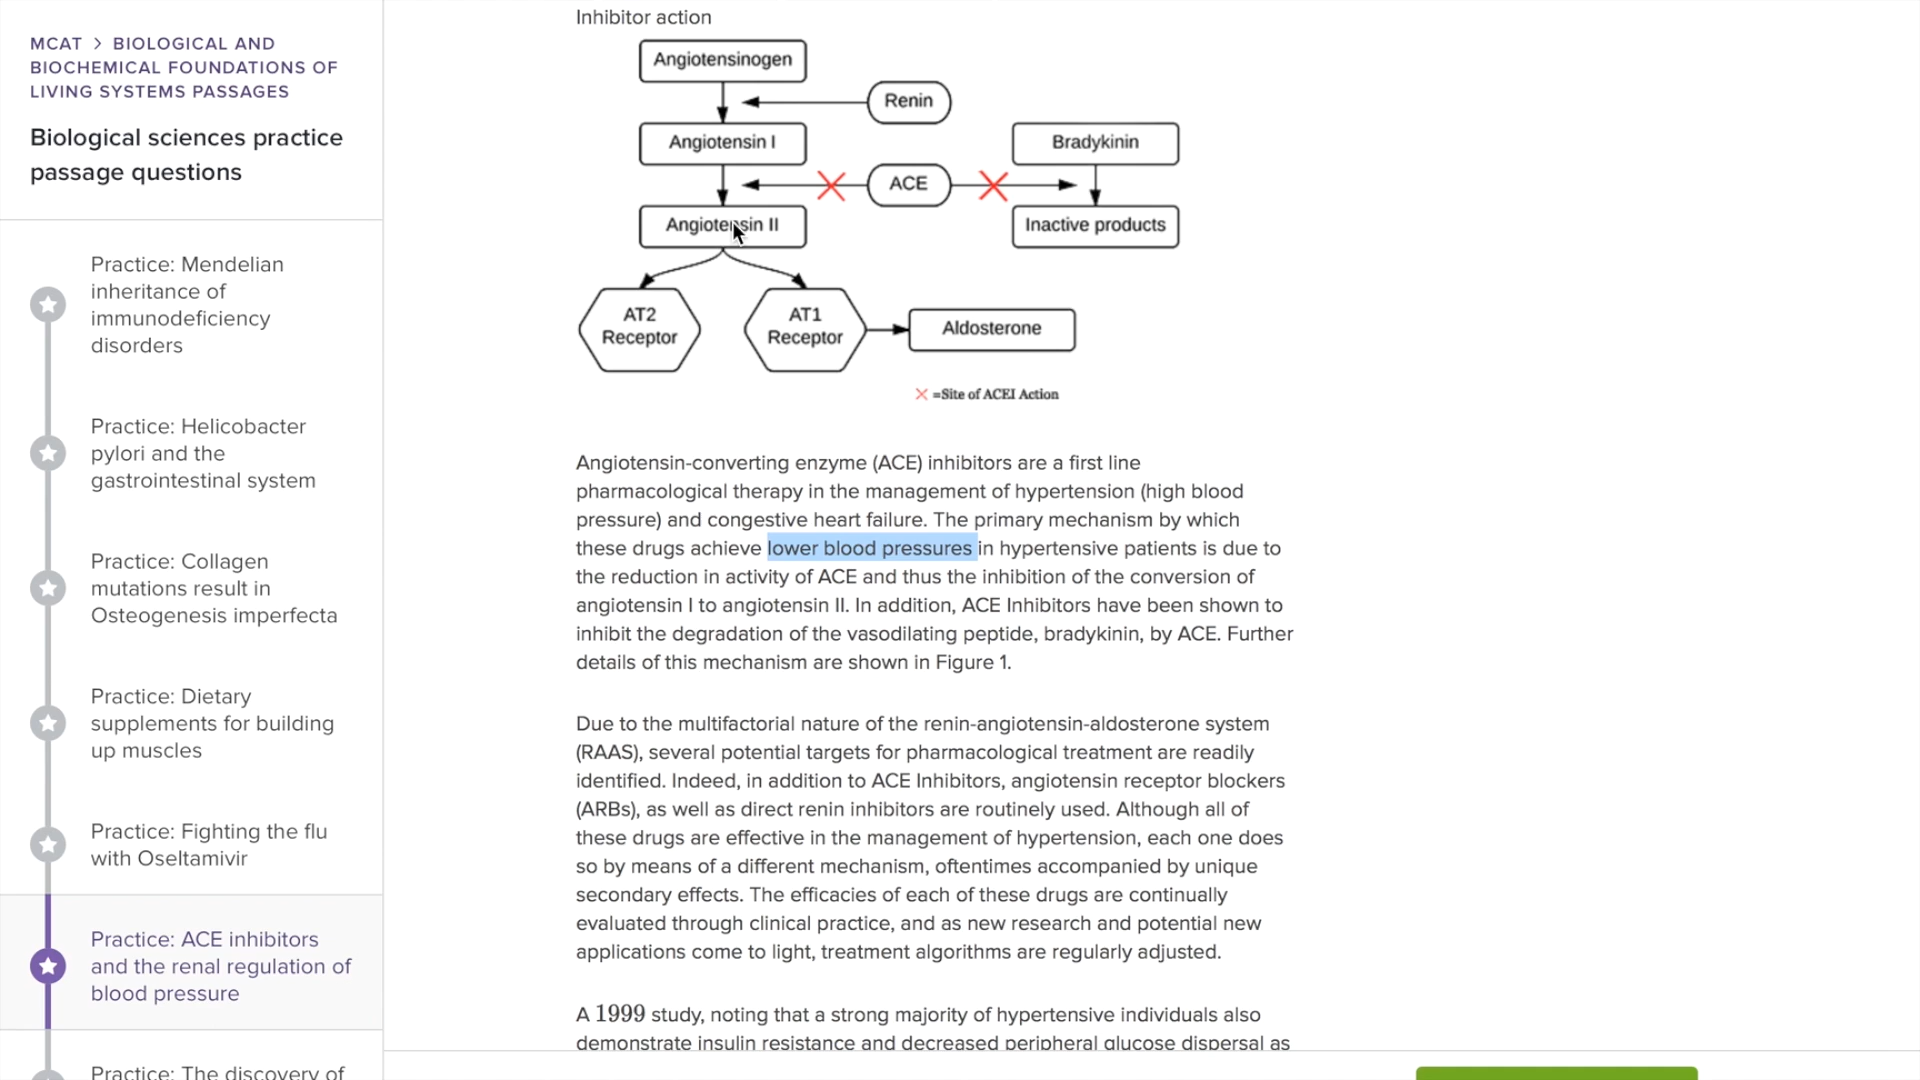 MCAT > BIOLOGICAL AND
BIOCHEMICAL FOUNDATIONS OF
LIVING SYSTEMS PASSAGES
Biological sciences practice
passage questions
Practice: Mendelian
inheritance of
immunodeficiency
disorders
Practice: Helicobacter
pylori and the
gastrointestinal system
Practice: Collagen
mutations result in
Osteogenesis imperfecta
Practice: Dietary
supplements for building
up muscles
Practice: Fighting the flu
with Oseltamivir
Practice: ACE inhibitors
and the renal regulation of
blood pressure
Practice: The discovery of
Inhibitor action
Angiotensinogen
Renin
Angiotensin I
Bradykinin
ACE
Angiotensin II
Inactive products
AT2
Receptor
AT1
Receptor
Aldosterone
=Site of ACEI Action
Angiotensin-converting enzyme (ACE) inhibitors are a first line
pharmacological therapy in the management of hypertension (high blood
pressure) and congestive heart failure. The primary mechanism by which
these drugs achieve lower blood pressures in hypertensive patients is due to
the reduction in activity of ACE and thus the inhibition of the conversion of
angiotensin I to angiotensin II. In addition, ACE Inhibitors have been shown to
inhibit the degradation of the vasodilating peptide, bradykinin, by ACE. Further
details of this mechanism are shown in Figure 1.
Due to the multifactorial nature of the renin-angiotensin-aldosterone system
(RAAS), several potential targets for pharmacological treatment are readily
identified. Indeed, in addition to ACE Inhibitors, angiotensin receptor blockers
(ARBs), as well as direct renin inhibitors are routinely used. Although all of
these drugs are effective in the management of hypertension, each one does
so by means of a different mechanism, oftentimes accompanied by unique
secondary effects. The efficacies of each of these drugs are continually
evaluated through clinical practice, and as new research and potential new
applications come to light, treatment algorithms are regularly adjusted.
A 1999 study, noting that a strong majority of hypertensive individuals also
demonstrate insulin resistance and decreased peripheral glucose dispersal as